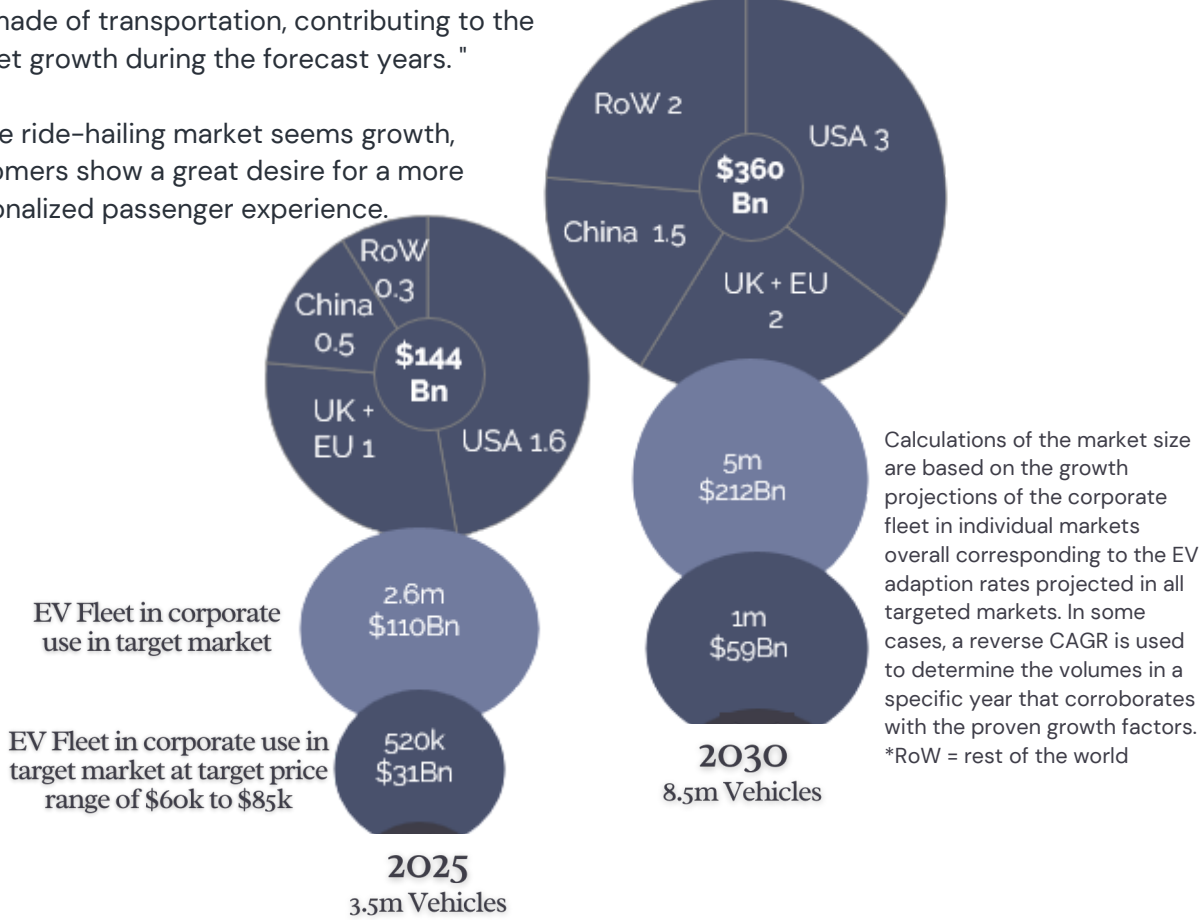 made of transportation, contributing to the
et growth during the forecast years. "
e ride-hailing market seems growth,
omers show a great desire for a more
onalized passenger experience.
RoW 2
USA 3
$360
Bn
China 1.5
UK + EU
2
RoW
0.3
China
0.5
$144
Bn
UK +
EU 1
USA 1.6
5m
$212Bn
Calculations of the market size
are based on the growth
projections of the corporate
fleet in individual markets
overall corresponding to the EV
adaption rates projected in all
targeted markets. In some
cases, a reverse CAGR is used
to determine the volumes in a
specific year that corroborates
with the proven growth factors.
*RoW = rest of the world
EV Fleet in corporate
use in target market
2.6m
$110Bn
1m
$59Bn
EV Fleet in corporate use in
target market at target price
range of $60k to $85k
520k
$31Bn
2030
8.5m Vehicles
2025
3.5m Vehicles